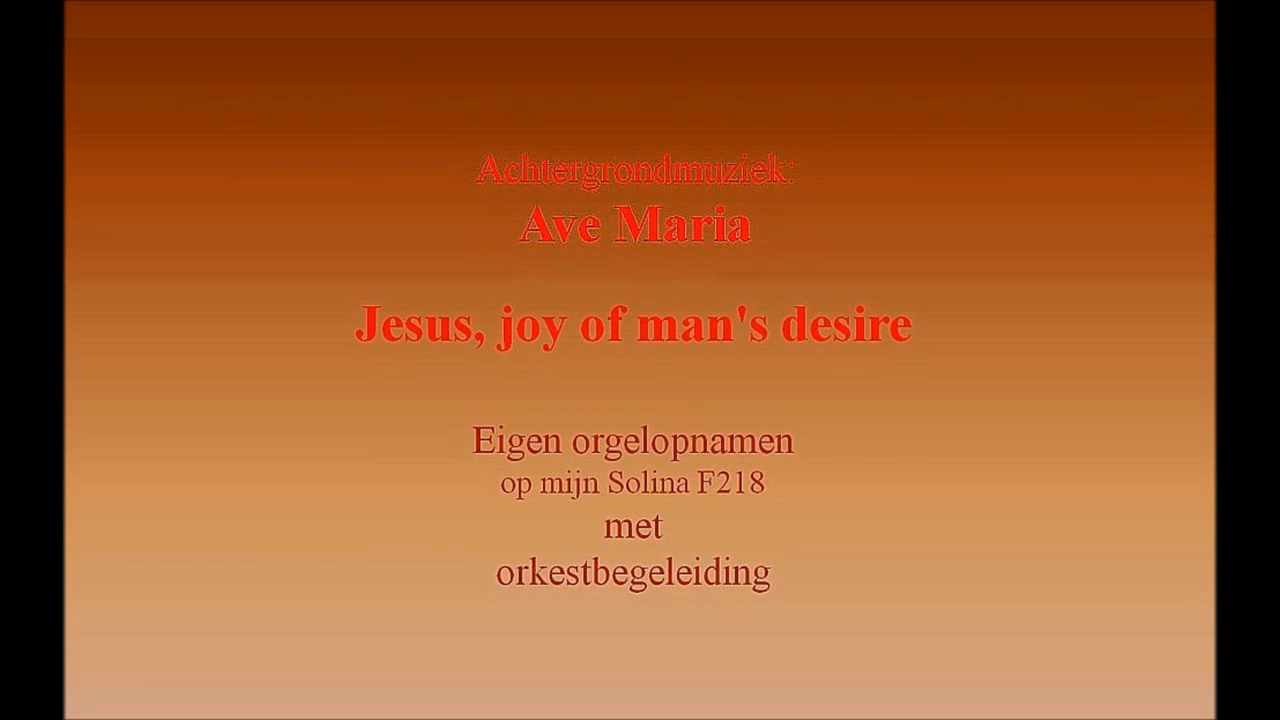 Achtergrondmuziek:
Ave Maria
Jesus, joy of man's desire
Eigen orgelopnamen
op mijn Solina F218
met
orkestbegeleiding